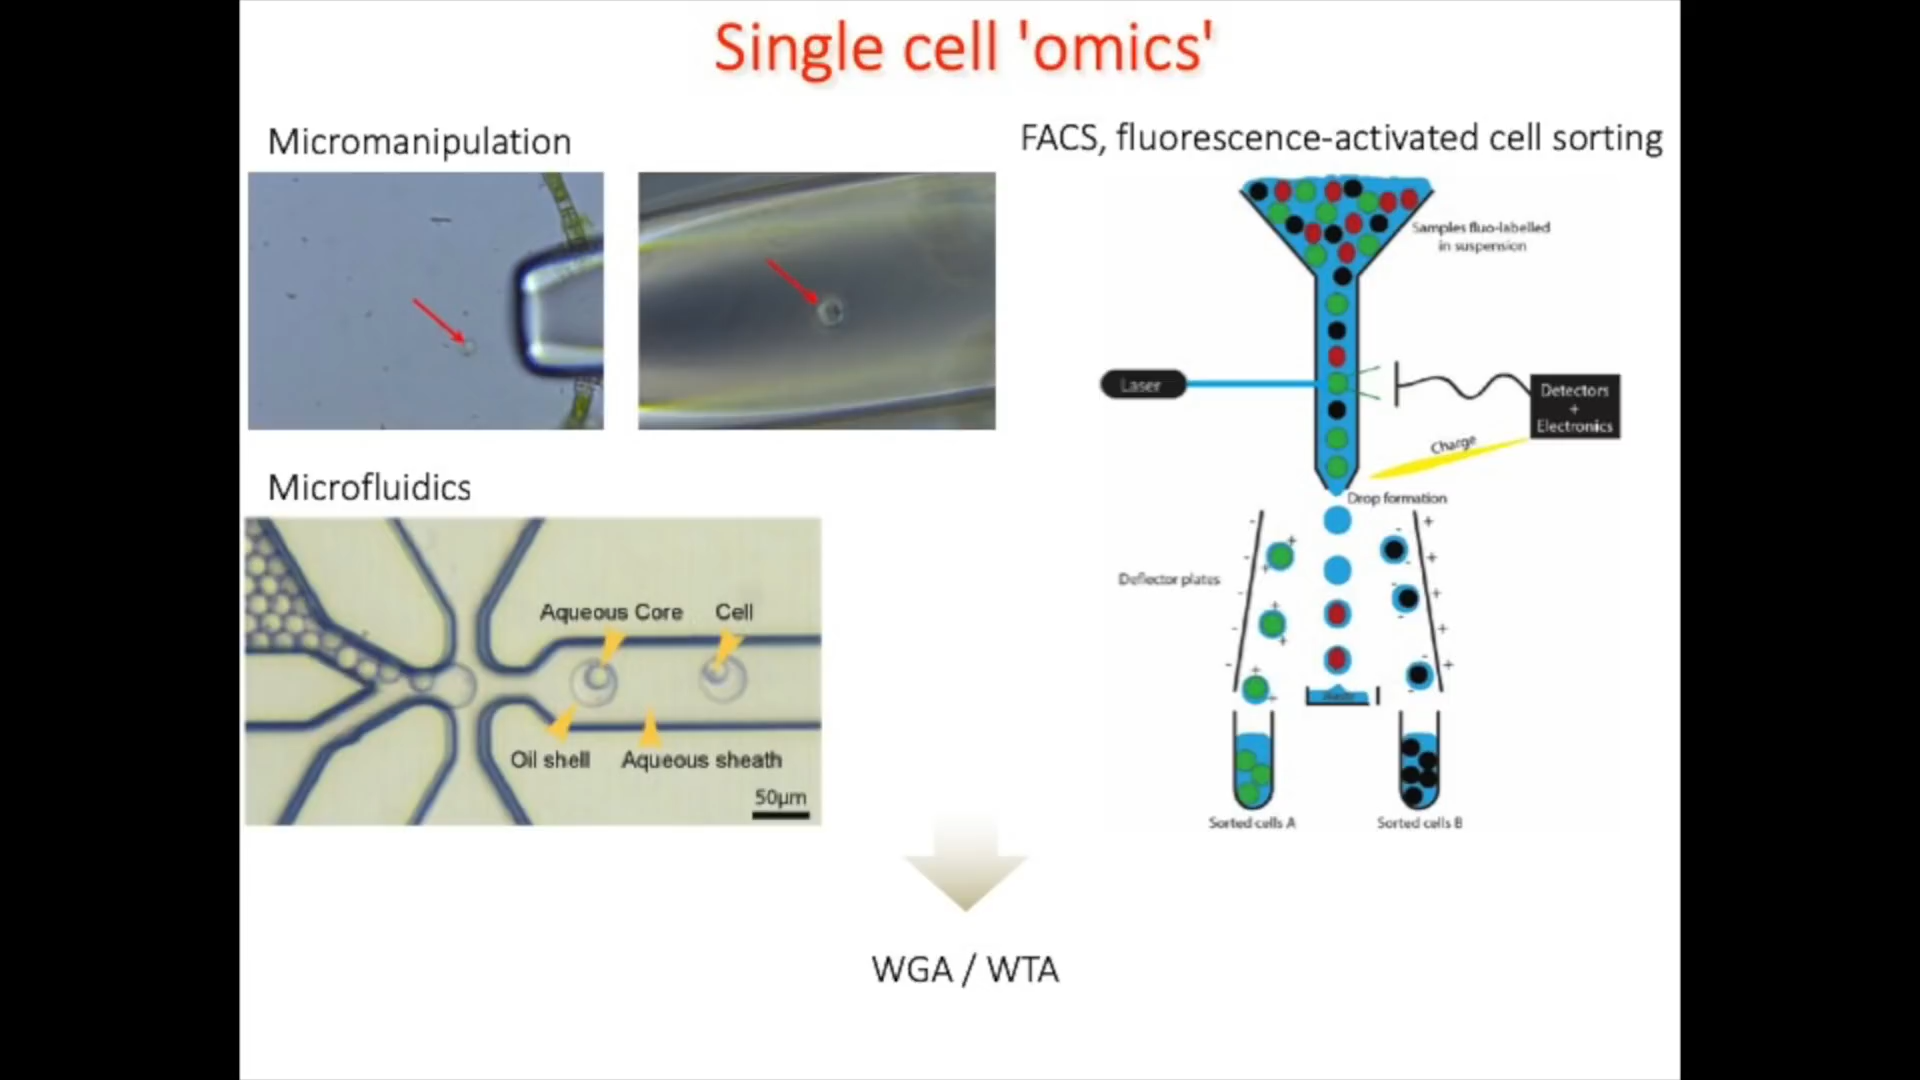 Single cell 'omics'
Micromanipulation
FACS, fluorescence-activated cell sorting
Samples fluo-labelled
in suspension
Laser
Detectors
+
Electronics
Charge
Drop formation
Deflector plates
Sorted cells A
Sorted cells B
Microfluidics
Aqueous Core
Cell
Oil shell
Aqueous sheath
50µm
WGA / WTA